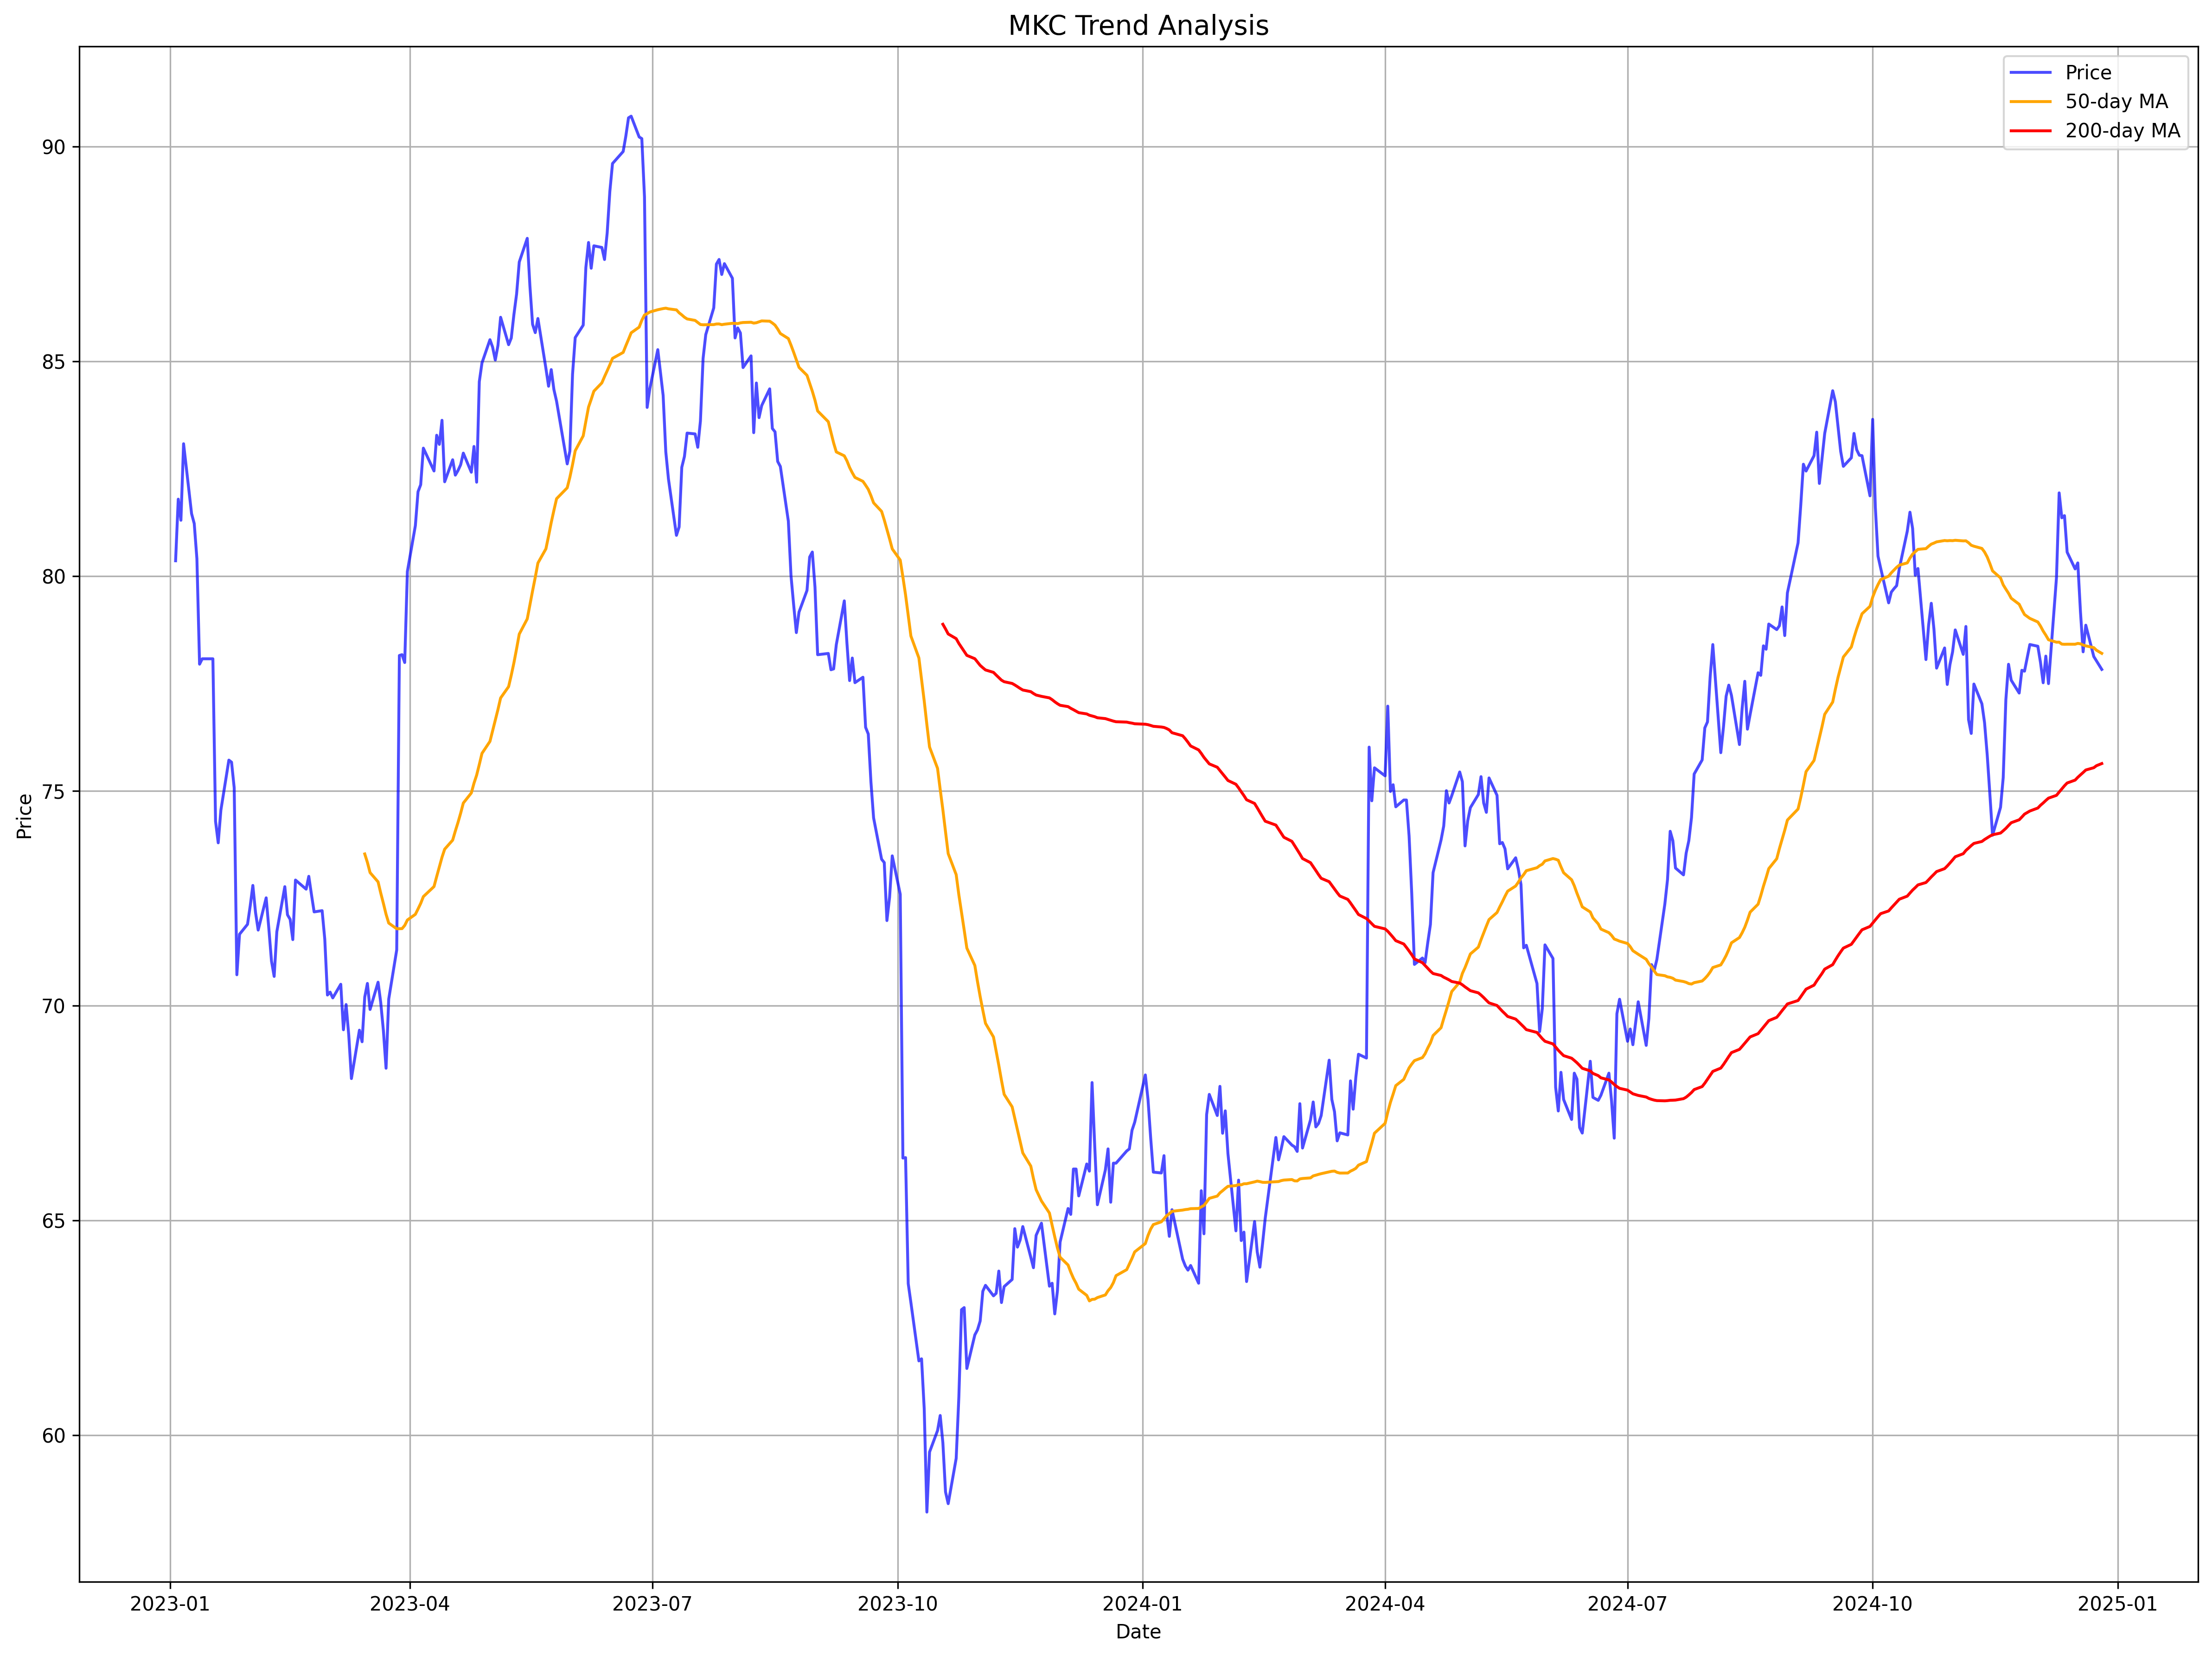 MKC Trend Analysis
Price
50-day MA
200-day MA
90
85
80
75
70
65
60
Price
2023-01
2023-04
2023-07
2023-10
2024-01
2024-04
2024-07
2024-10
2025-01
Date